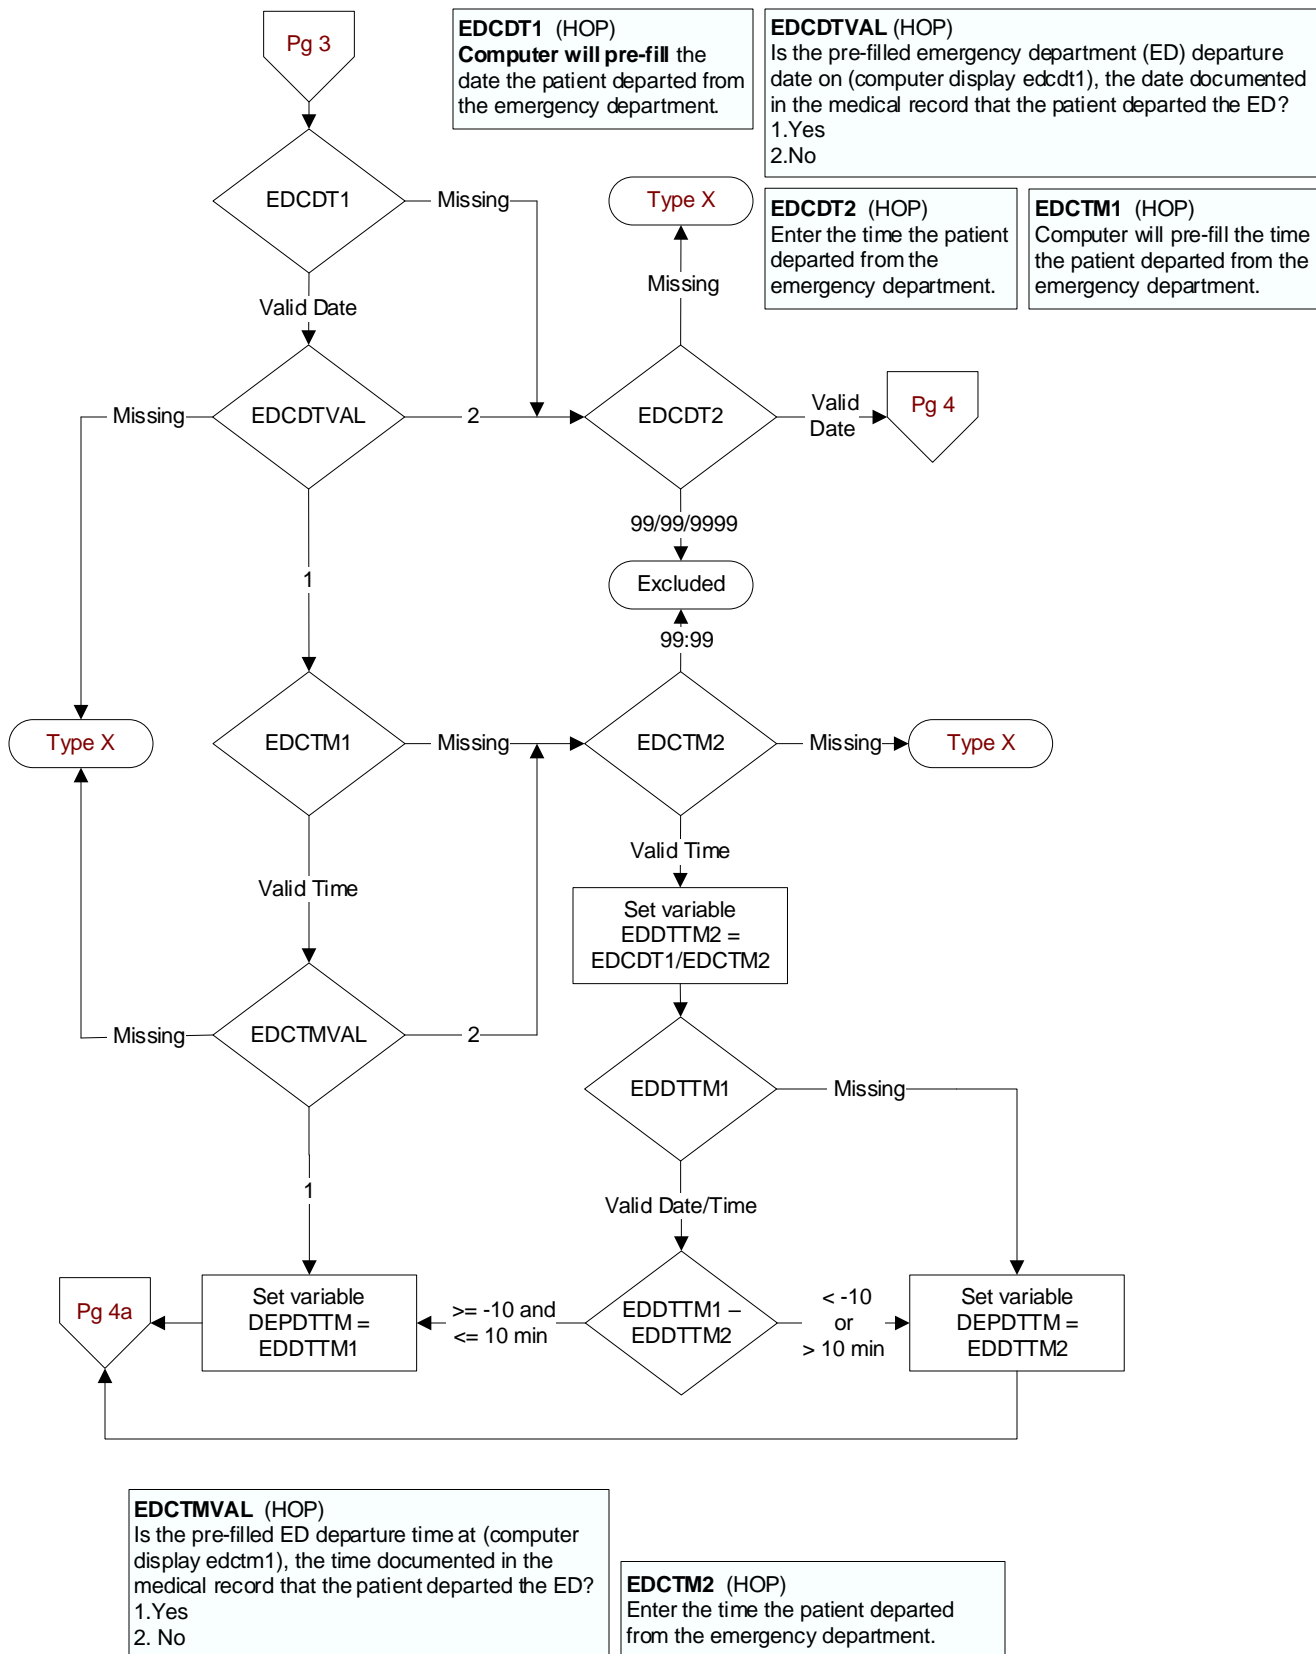 Pg 3
EDCDT1 (HOP)
Computer will pre-fill the
date the patient departed from
the emergency department.
EDCDTVAL (HOP)
Is the pre-filled emergency department (ED) departure
date on (computer display edcdt1), the date documented
in the medical record that the patient departed the ED?
1.Yes
2.No
EDCDT1
Missing
Type X
EDCDT2 (HOP)
Enter the time the patient
departed from the
emergency department.
EDCTM1 (HOP)
Computer will pre-fill the time
the patient departed from the
emergency department.
Missing
Valid Date
Missing
EDCDTVAL
2
EDCDT2
Valid
Date
Pg 4
99/99/9999
1
Excluded
99:99
Type X
EDCTM1
Missing
EDCTM2
Missing
Type X
Valid Time
Valid Time
Set variable
EDDTTM2 =
EDCDT1/EDCTM2
Missing
EDCTMVAL
2
EDDTTM1
Missing
1
Valid Date/Time
Pg 4a
Set variable
DEPDTTM =
EDDTTM1
>= -10 and
<= 10 min
EDDTTM1 –
EDDTTM2
< -10
or
> 10 min
Set variable
DEPDTTM =
EDDTTM2
EDCTMVAL (HOP)
Is the pre-filled ED departure time at (computer
display edctm1), the time documented in the
medical record that the patient departed the ED?
1.Yes
2. No
EDCTM2 (HOP)
Enter the time the patient departed
from the emergency department.